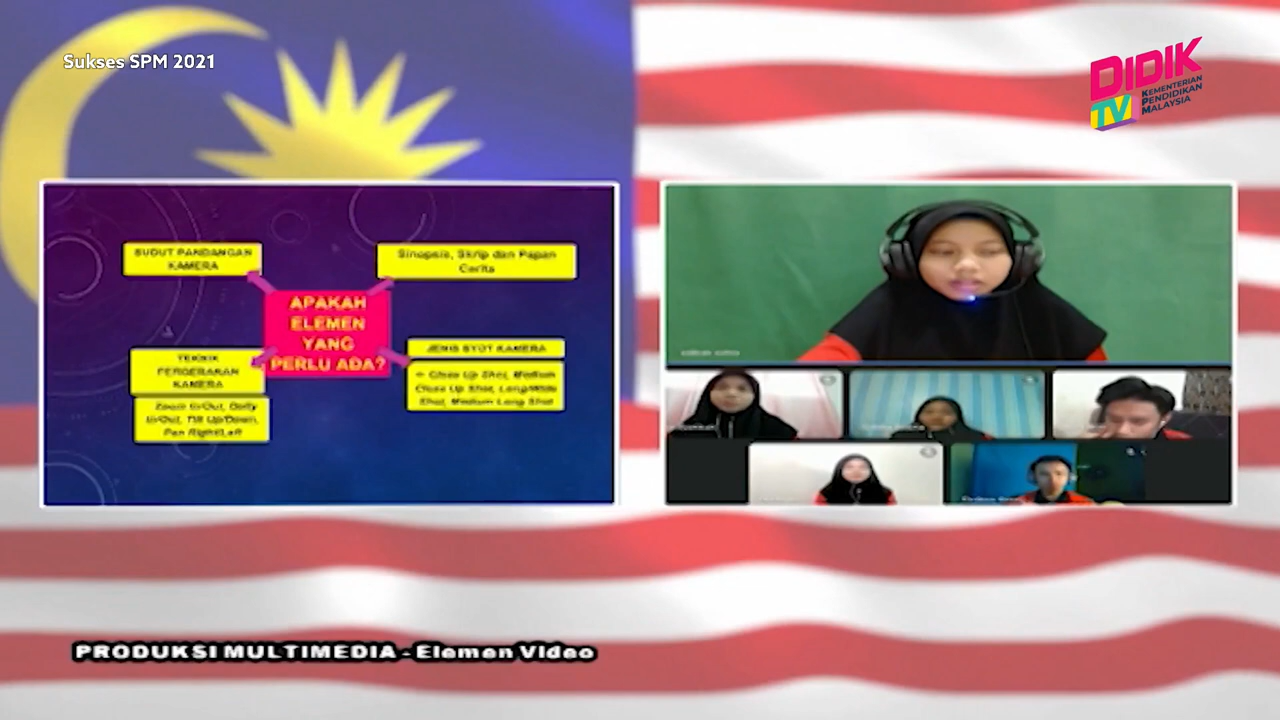 Sukses SPM 2021
DIDIK
TV
KEMENTERIAN
PENDIDIKAN
MALAYSIA
SUDUT PANDANGAN
KAMERA
Sinopsis, Skrip dan Papan
Cerita
APAKAH
ELEMEN
YANG
PERLU ADA?
TEKNIK
PERGERAKAN
KAMERA
Zoom In/Out, Dolly
In/Out, Tilt Up/Down,
Pan Right/Left
JENIS SYOT KAMERA
Close Up Shot, Medium
Close Up Shot, Long/Wide
Shot, Medium Long Shot
PRODUKSI MULTIMEDIA - Elemen Video